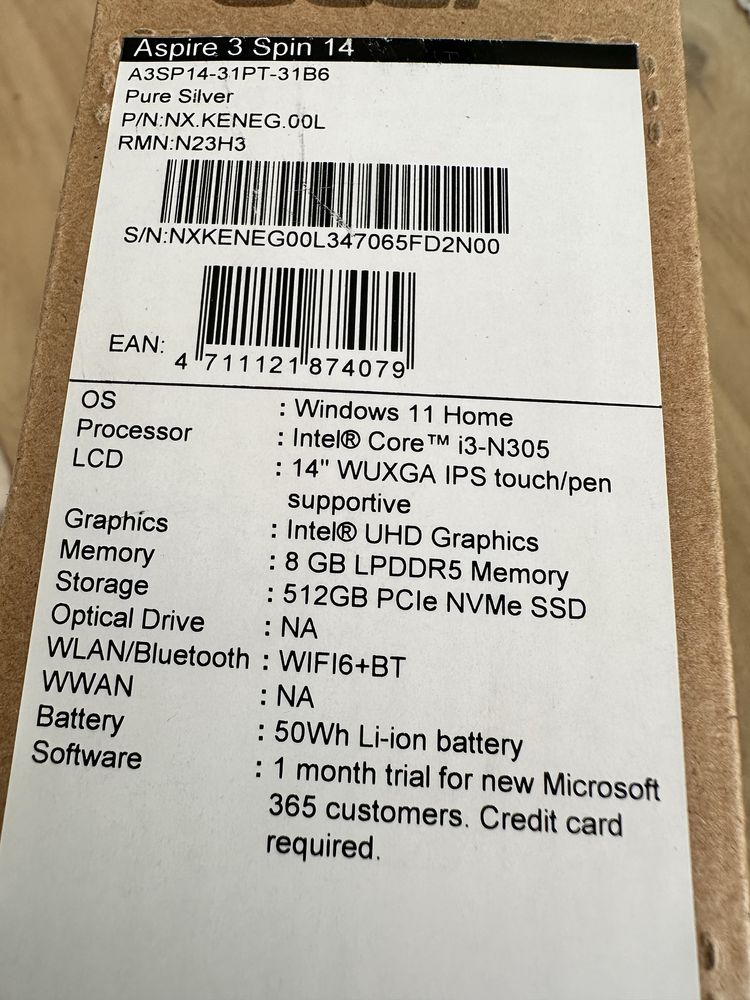 acer
Aspire 3 Spin 14
A3SP14-31PT-31B6
Pure Silver
P/N:NX.KENEG.00L
RMN:N23H3
S/N:NXKENEG00L347065FD2N00
EAN:
4 711121 874079
OS : Windows 11 Home
Processor : Intel® Core™ i3-N305
LCD : 14" WUXGA IPS touch/pen
supportive
Graphics : Intel® UHD Graphics
Memory : 8 GB LPDDR5 Memory
Storage : 512GB PCIe NVMe SSD
Optical Drive : NA
WLAN/Bluetooth : WIFI6+BT
WWAN : NA
Battery : 50Wh Li-ion battery
Software : 1 month trial for new Microsoft
365 customers. Credit card
required.